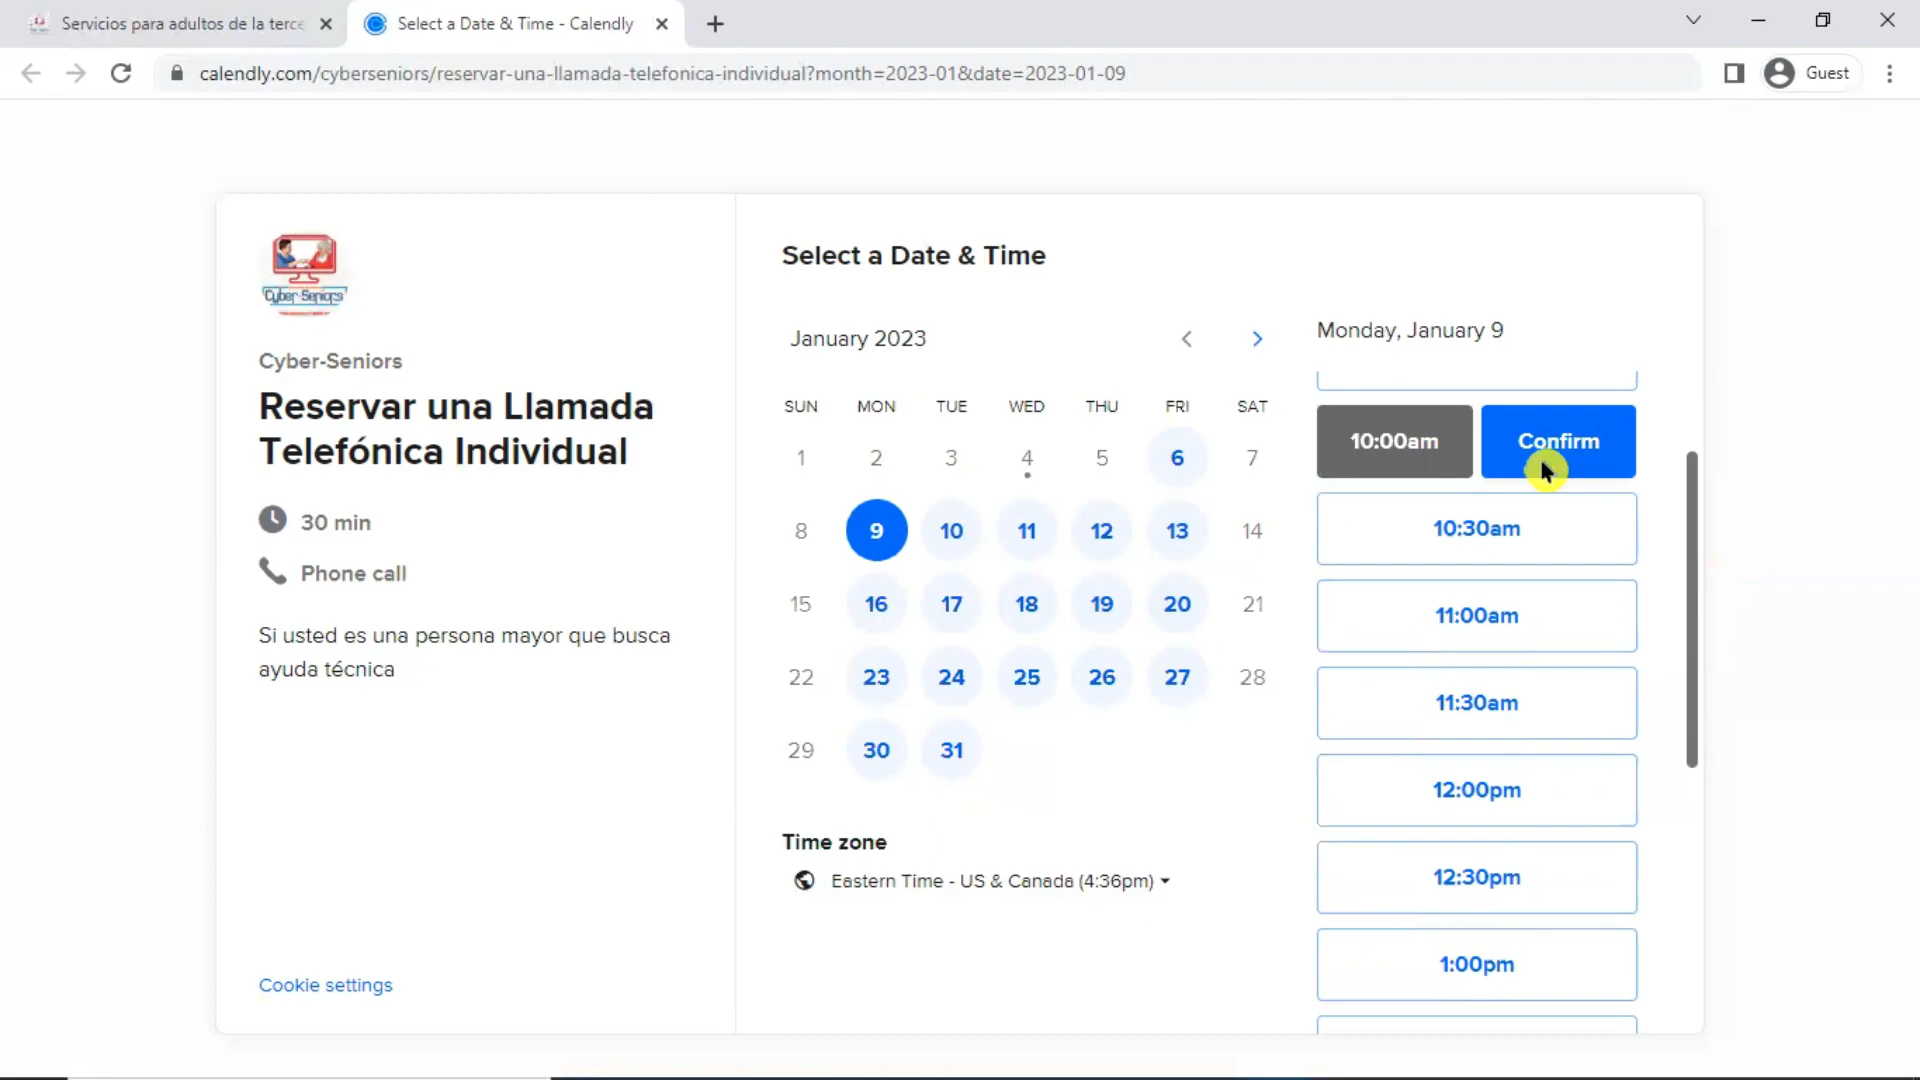 Servicios para adultos de la terce
Select a Date & Time - Calendly
calendly.com/cyberseniors/reservar-una-llamada-telefonica-individual?month=2023-01&date=2023-01-09
Guest
Cyber-Seniors
Cyber-Seniors
Reservar una Llamada
Telefónica Individual
30 min
Phone call
Si usted es una persona mayor que busca
ayuda técnica
Cookie settings
Select a Date & Time
January 2023
SUN MON TUE WED THU FRI SAT
1 2 3 4 5 6 7
8 9 10 11 12 13 14
15 16 17 18 19 20 21
22 23 24 25 26 27 28
29 30 31
Time zone
Eastern Time - US & Canada (4:36pm)
Monday, January 9
10:00am Confirm
10:30am
11:00am
11:30am
12:00pm
12:30pm
1:00pm